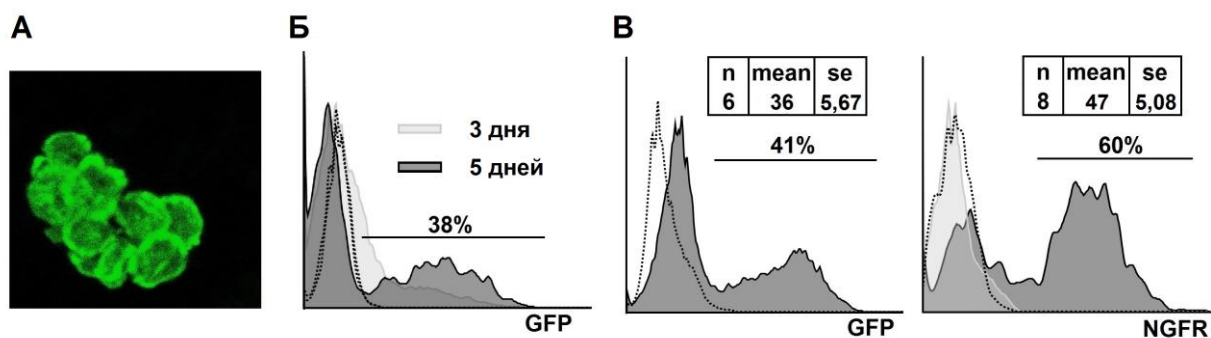 А
Б
3 дня
5 дней
38%
GFP
В
n mean se
6 36 5,67
41%
GFP
n mean se
8 47 5,08
60%
NGFR